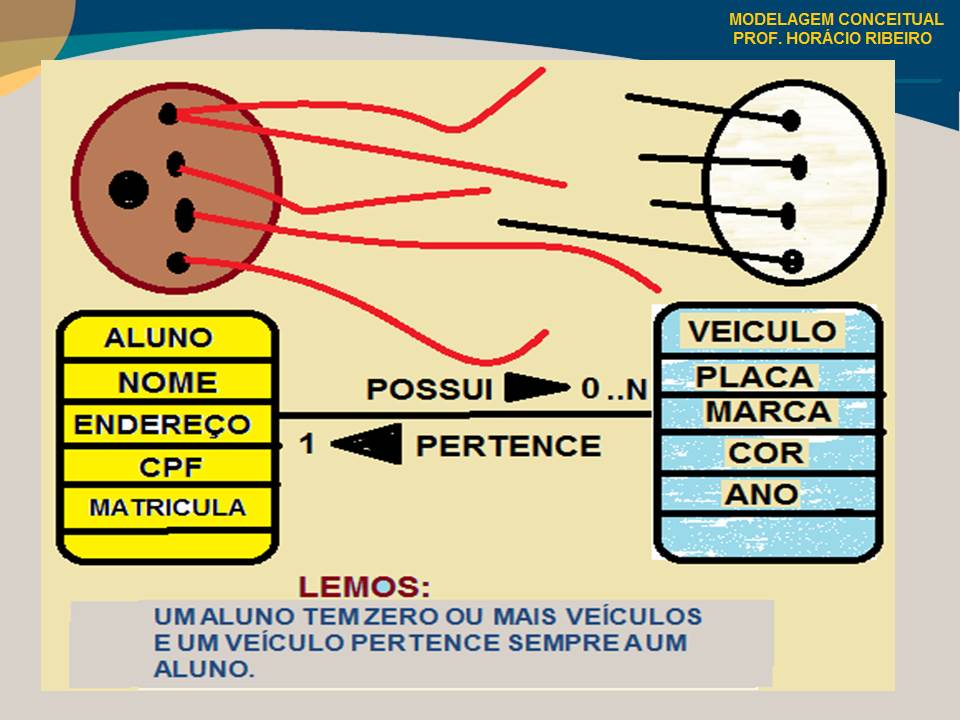 MODELAGEM CONCEITUAL
PROF. HORÁCIO RIBEIRO
ALUNO
NOME
ENDEREÇO
CPF
MATRICULA
POSSUI 0..N
1 PERTENCE
VEICULO
PLACA
MARCA
COR
ANO
LEMOS:
UM ALUNO TEM ZERO OU MAIS VEÍCULOS
E UM VEÍCULO PERTENCE SEMPRE A UM
ALUNO.